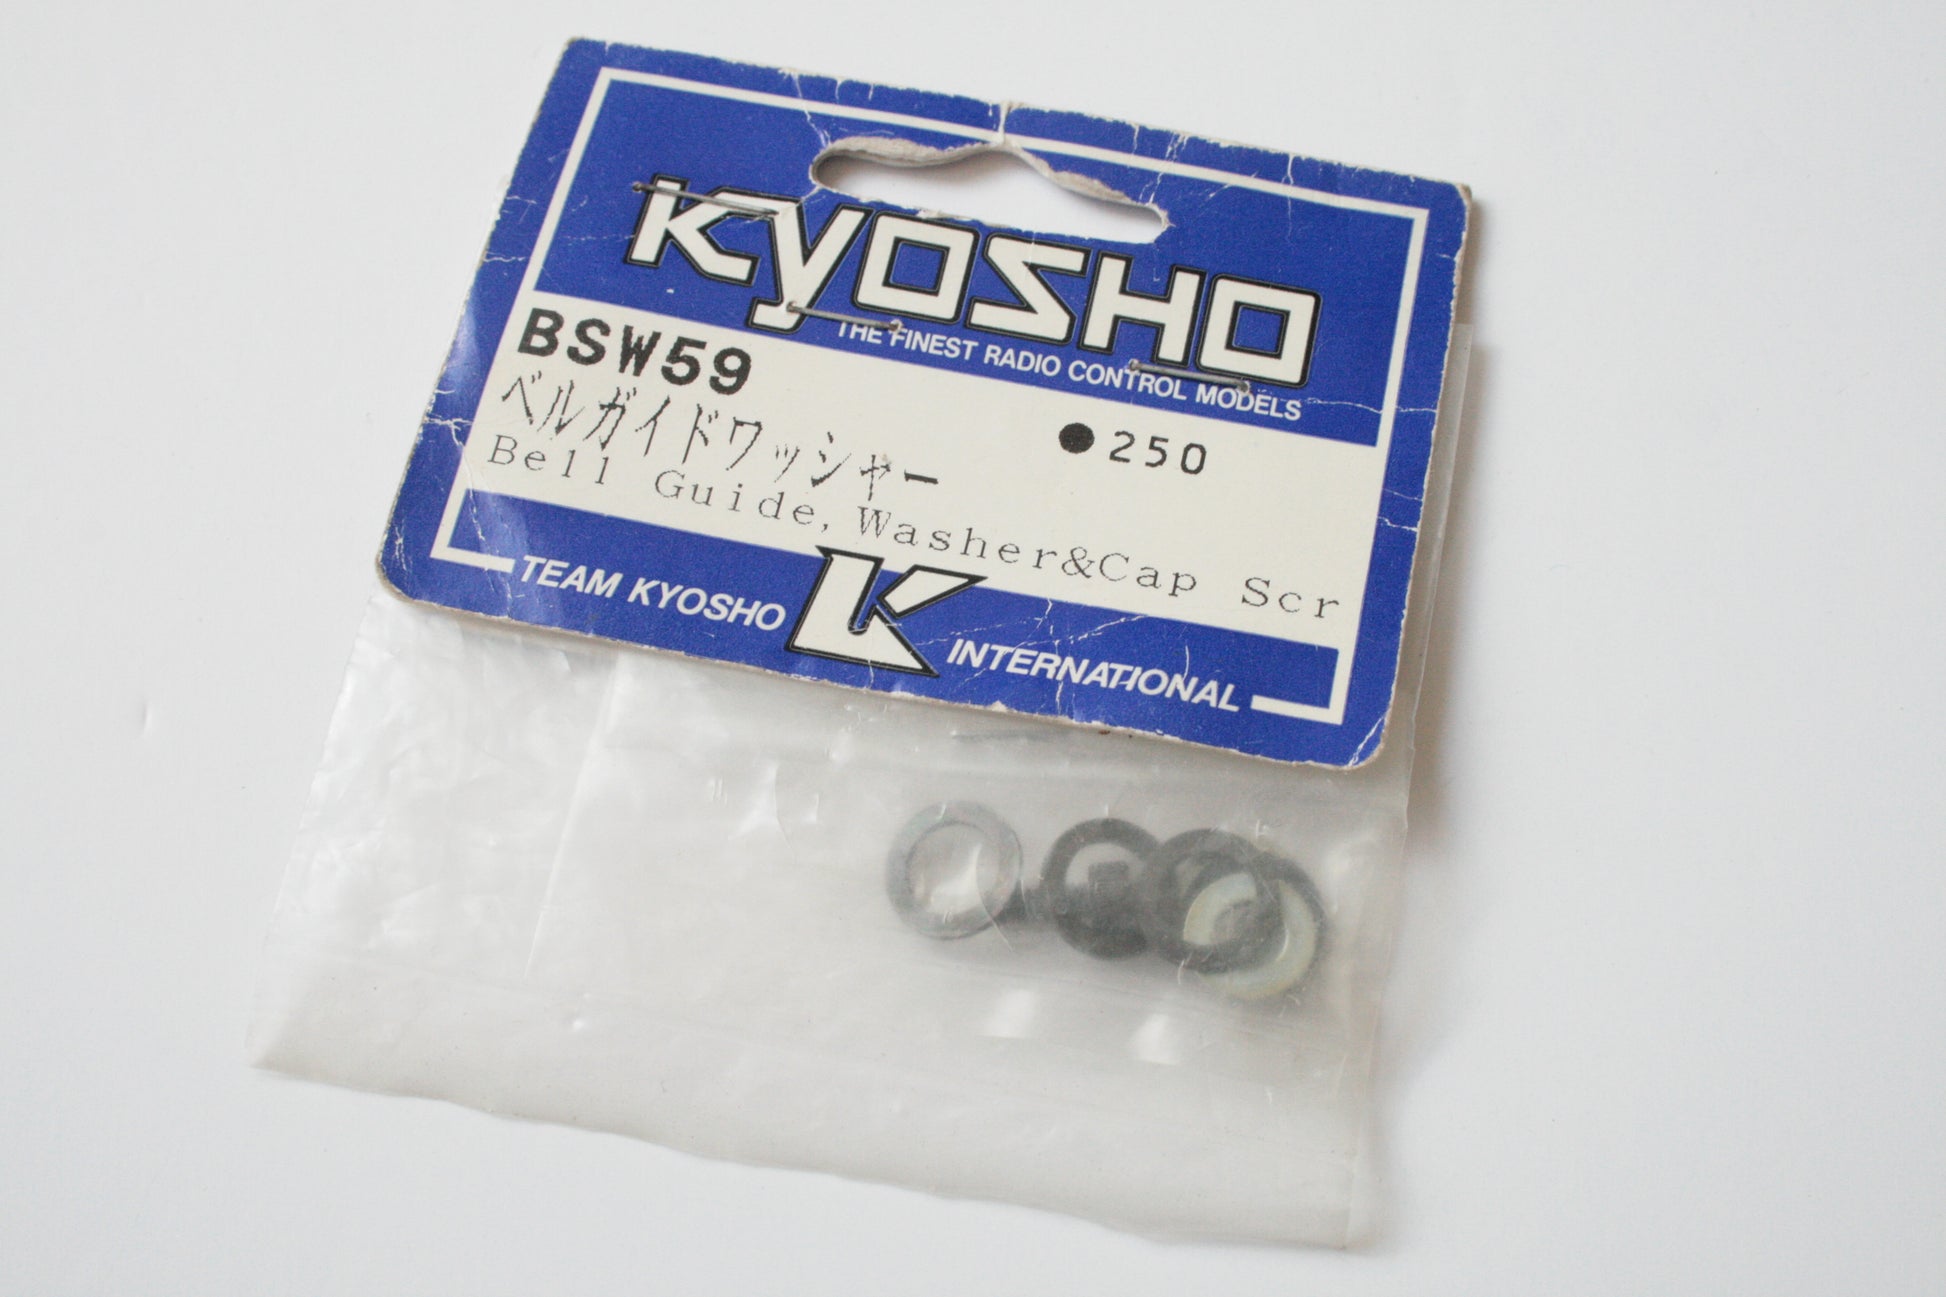 KYOSHO
THE FINEST RADIO CONTROL MODELS
BSW59
ベルガイドワッシャー ●250
Bell Guide,Washer&Cap Scr
TEAM KYOSHO K INTERNATIONAL